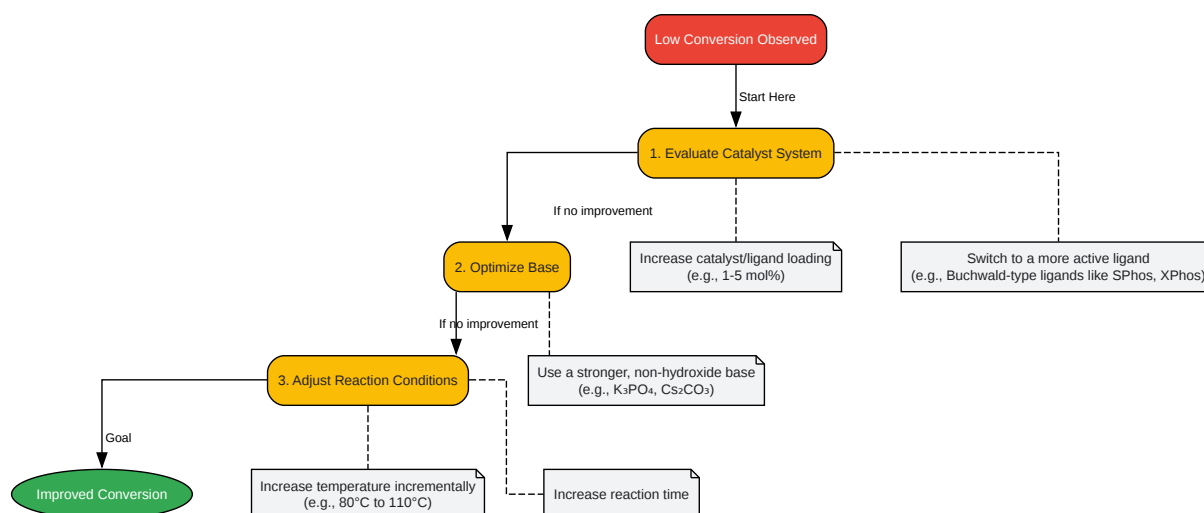 Low Conversion Observed
Start Here
1. Evaluate Catalyst System
If no improvement
2. Optimize Base
Increase catalyst/ligand loading
(e.g., 1-5 mol%)
Switch to a more active ligand
(e.g., Buchwald-type ligands like SPhos, XPhos)
If no improvement
3. Adjust Reaction Conditions
Use a stronger, non-hydroxide base
(e.g., K₃PO₄, Cs₂CO₃)
Goal
Improved Conversion
Increase temperature incrementally
(e.g., 80°C to 110°C)
Increase reaction time